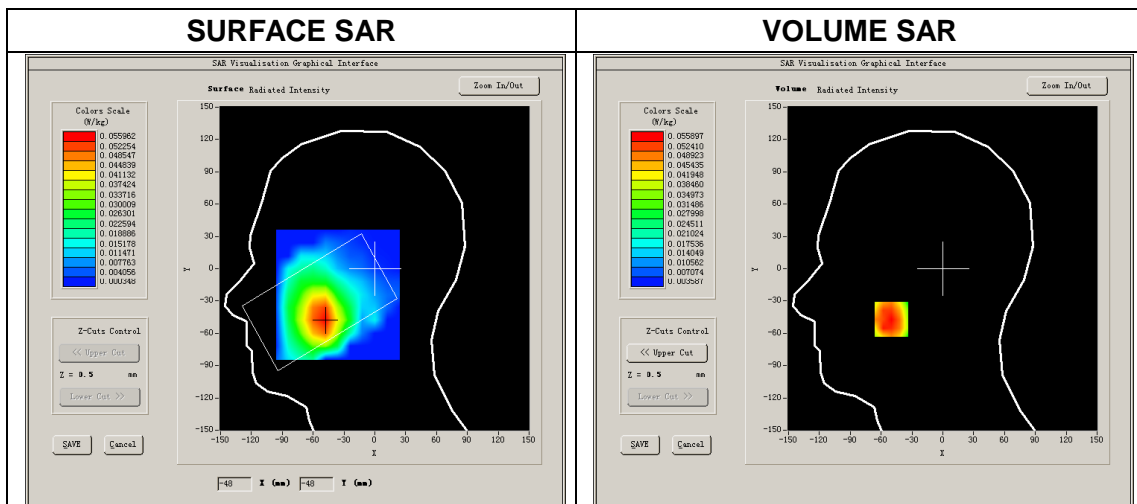 SURFACE SAR
SAR Visualisation Graphical Interface
Surface Radiated Intensity
Zoom In/Out
Colors Scale
(W/kg)
0.055962
0.052254
0.048547
0.044839
0.041132
0.037424
0.033716
0.030009
0.026301
0.022594
0.018886
0.015178
0.011471
0.007763
0.004056
0.000348
Z-Cuts Control
<< Upper Cut
Z = 0.5 mm
Lower Cut >>
SAVE Cancel
150
120
90
60
30
0
-30
-60
-90
-120
-150
Y
-150 -120 -90 -60 -30 0 30 60 90 120 150
X
-48 X (mm) -48 Y (mm)
VOLUME SAR
SAR Visualisation Graphical Interface
Volume Radiated Intensity
Zoom In/Out
Colors Scale
(W/kg)
0.055897
0.052410
0.048923
0.045435
0.041948
0.038460
0.034973
0.031486
0.027998
0.024511
0.021024
0.017536
0.014049
0.010562
0.007074
0.003587
Z-Cuts Control
<< Upper Cut
Z = 0.5 mm
Lower Cut >>
SAVE Cancel
150
120
90
60
30
0
-30
-60
-90
-120
-150
Y
-150 -120 -90 -60 -30 0 30 60 90 120 150
X